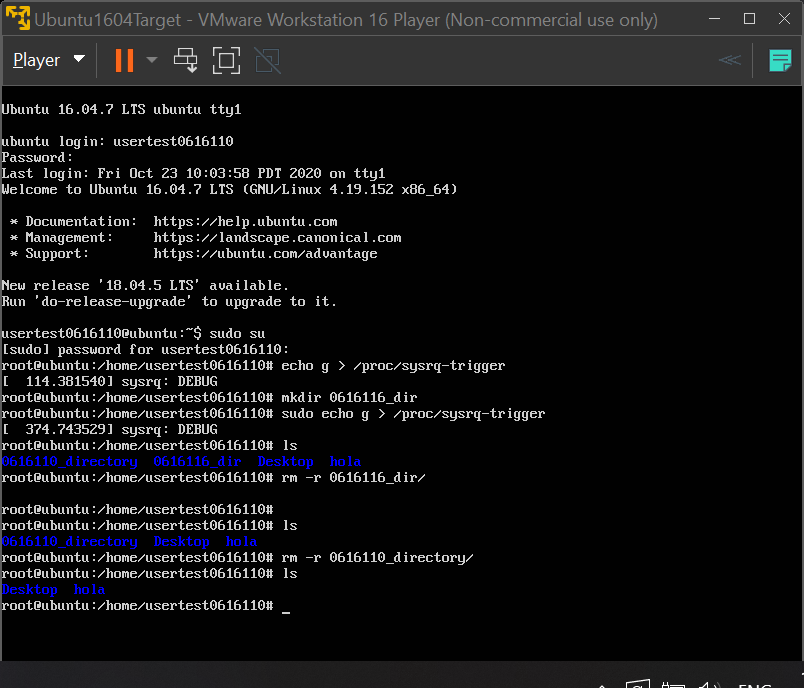 Ubuntu1604Target - VMware Workstation 16 Player (Non-commercial use only)
Player
Ubuntu 16.04.7 LTS ubuntu tty1
ubuntu login: usertest0616110
Password:
Last login: Fri Oct 23 10:03:58 PDT 2020 on tty1
Welcome to Ubuntu 16.04.7 LTS (GNU/Linux 4.19.152 x86_64)
* Documentation:  https://help.ubuntu.com
* Management:     https://landscape.canonical.com
* Support:        https://ubuntu.com/advantage
New release '18.04.5 LTS' available.
Run 'do-release-upgrade' to upgrade to it.
usertest0616110@ubuntu:~$ sudo su
[sudo] password for usertest0616110:
root@ubuntu:/home/usertest0616110# echo g > /proc/sysrq-trigger
[  114.381540] sysrq: DEBUG
root@ubuntu:/home/usertest0616110# mkdir 0616110_dir
root@ubuntu:/home/usertest0616110# sudo echo g > /proc/sysrq-trigger
[  374.743529] sysrq: DEBUG
root@ubuntu:/home/usertest0616110# ls
0616110_directory  0616116_dir  Desktop  hola
root@ubuntu:/home/usertest0616110# rm -r 0616116_dir/
root@ubuntu:/home/usertest0616110#
root@ubuntu:/home/usertest0616110# ls
0616110_directory  Desktop  hola
root@ubuntu:/home/usertest0616110# rm -r 0616110_directory/
root@ubuntu:/home/usertest0616110# ls
Desktop  hola
root@ubuntu:/home/usertest0616110# _
ENG